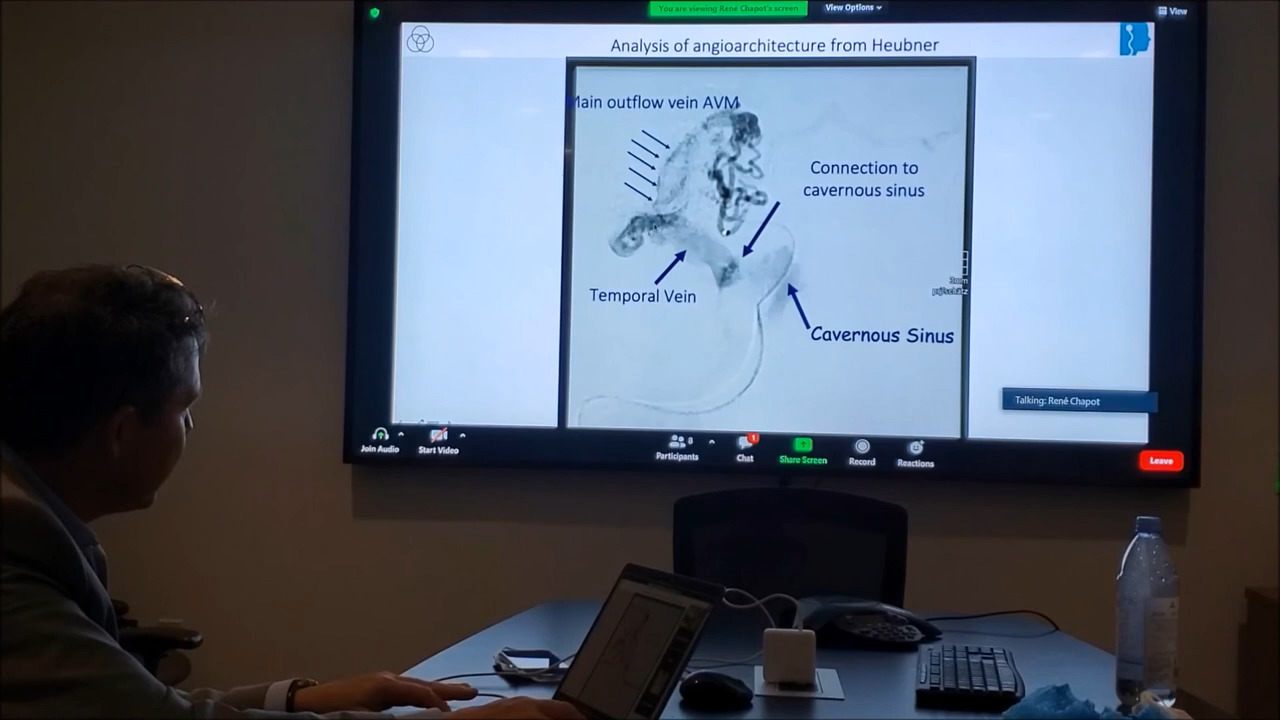 You are viewing René Chapot's screen
View Options
View
Analysis of angioarchitecture from Heubner
Main outflow vein AVM
Connection to
cavernous sinus
Temporal Vein
Cavernous Sinus
Talking: René Chapot
Join Audio
Start Video
Participants
8
Chat
1
Share Screen
Record
Reactions
Leave